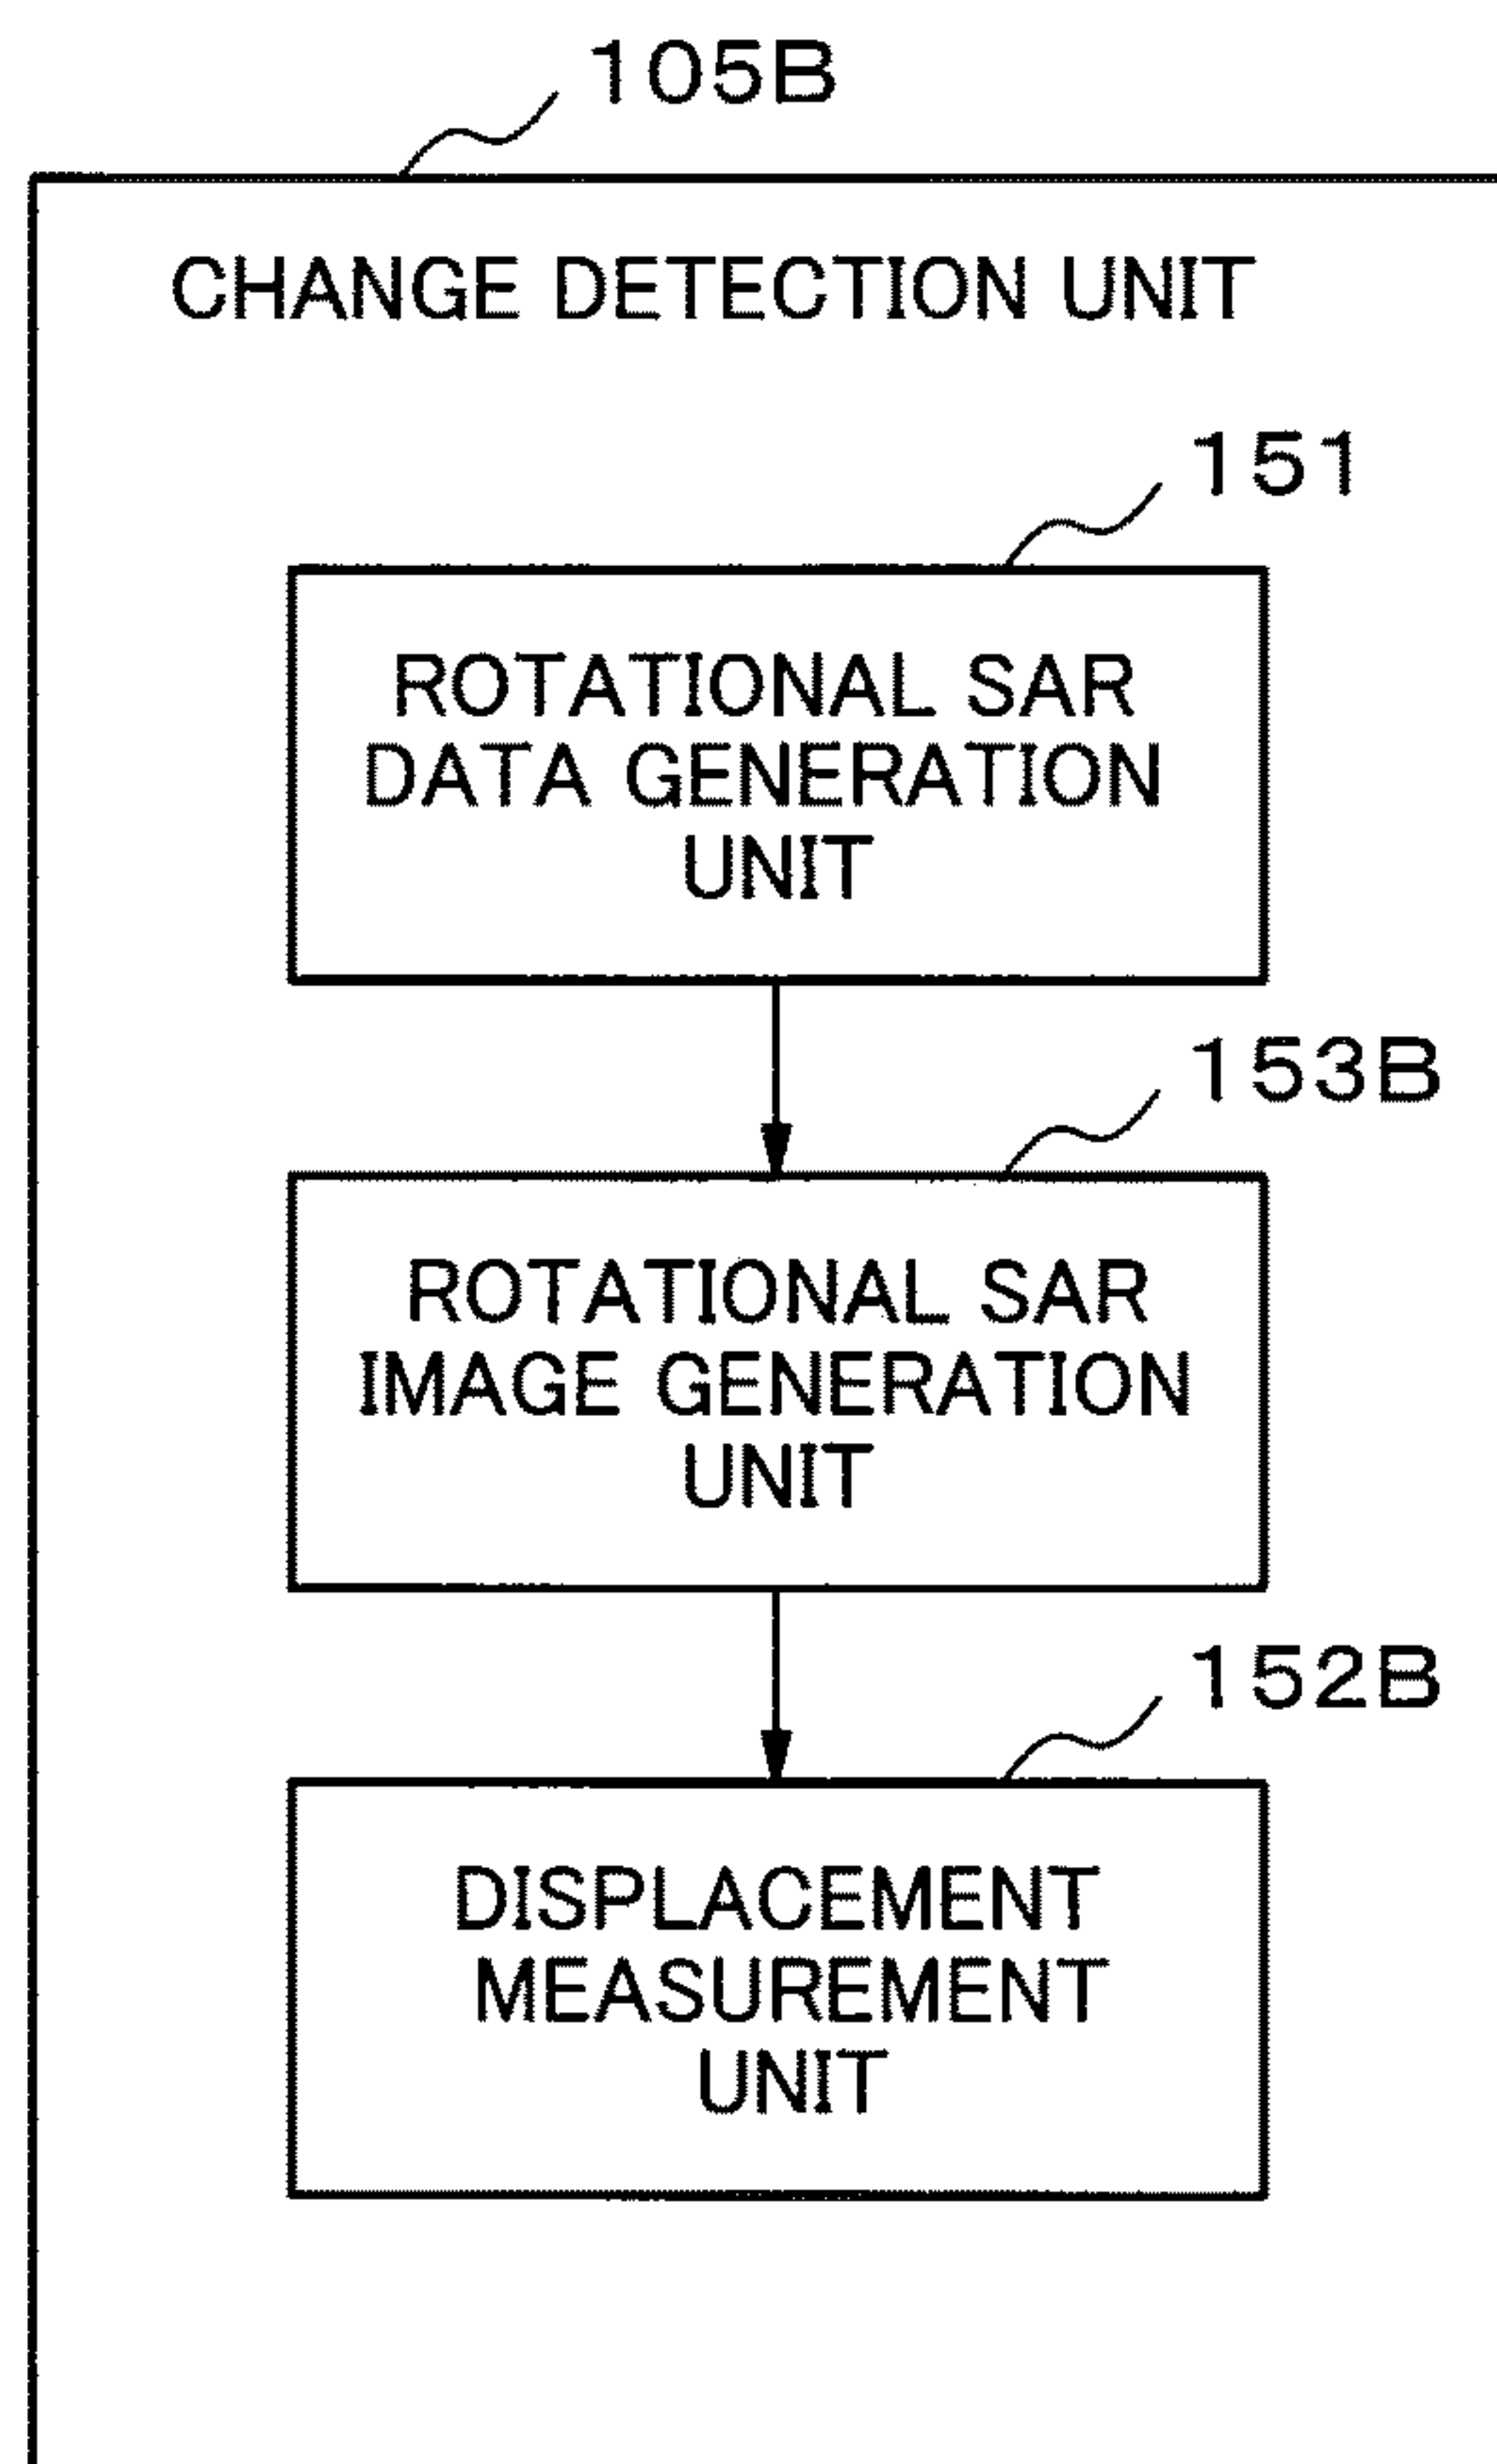 105B
CHANGE DETECTION UNIT
151
ROTATIONAL SAR
DATA GENERATION
UNIT
153B
ROTATIONAL SAR
IMAGE GENERATION
UNIT
152B
DISPLACEMENT
MEASUREMENT
UNIT